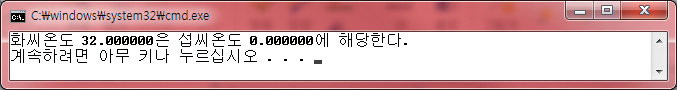 C:₩windows₩system32₩cmd.exe
화씨온도 32.000000은 섭씨온도 0.000000에 해당한다.
계속하려면 아무 키나 누르십시오 . . .